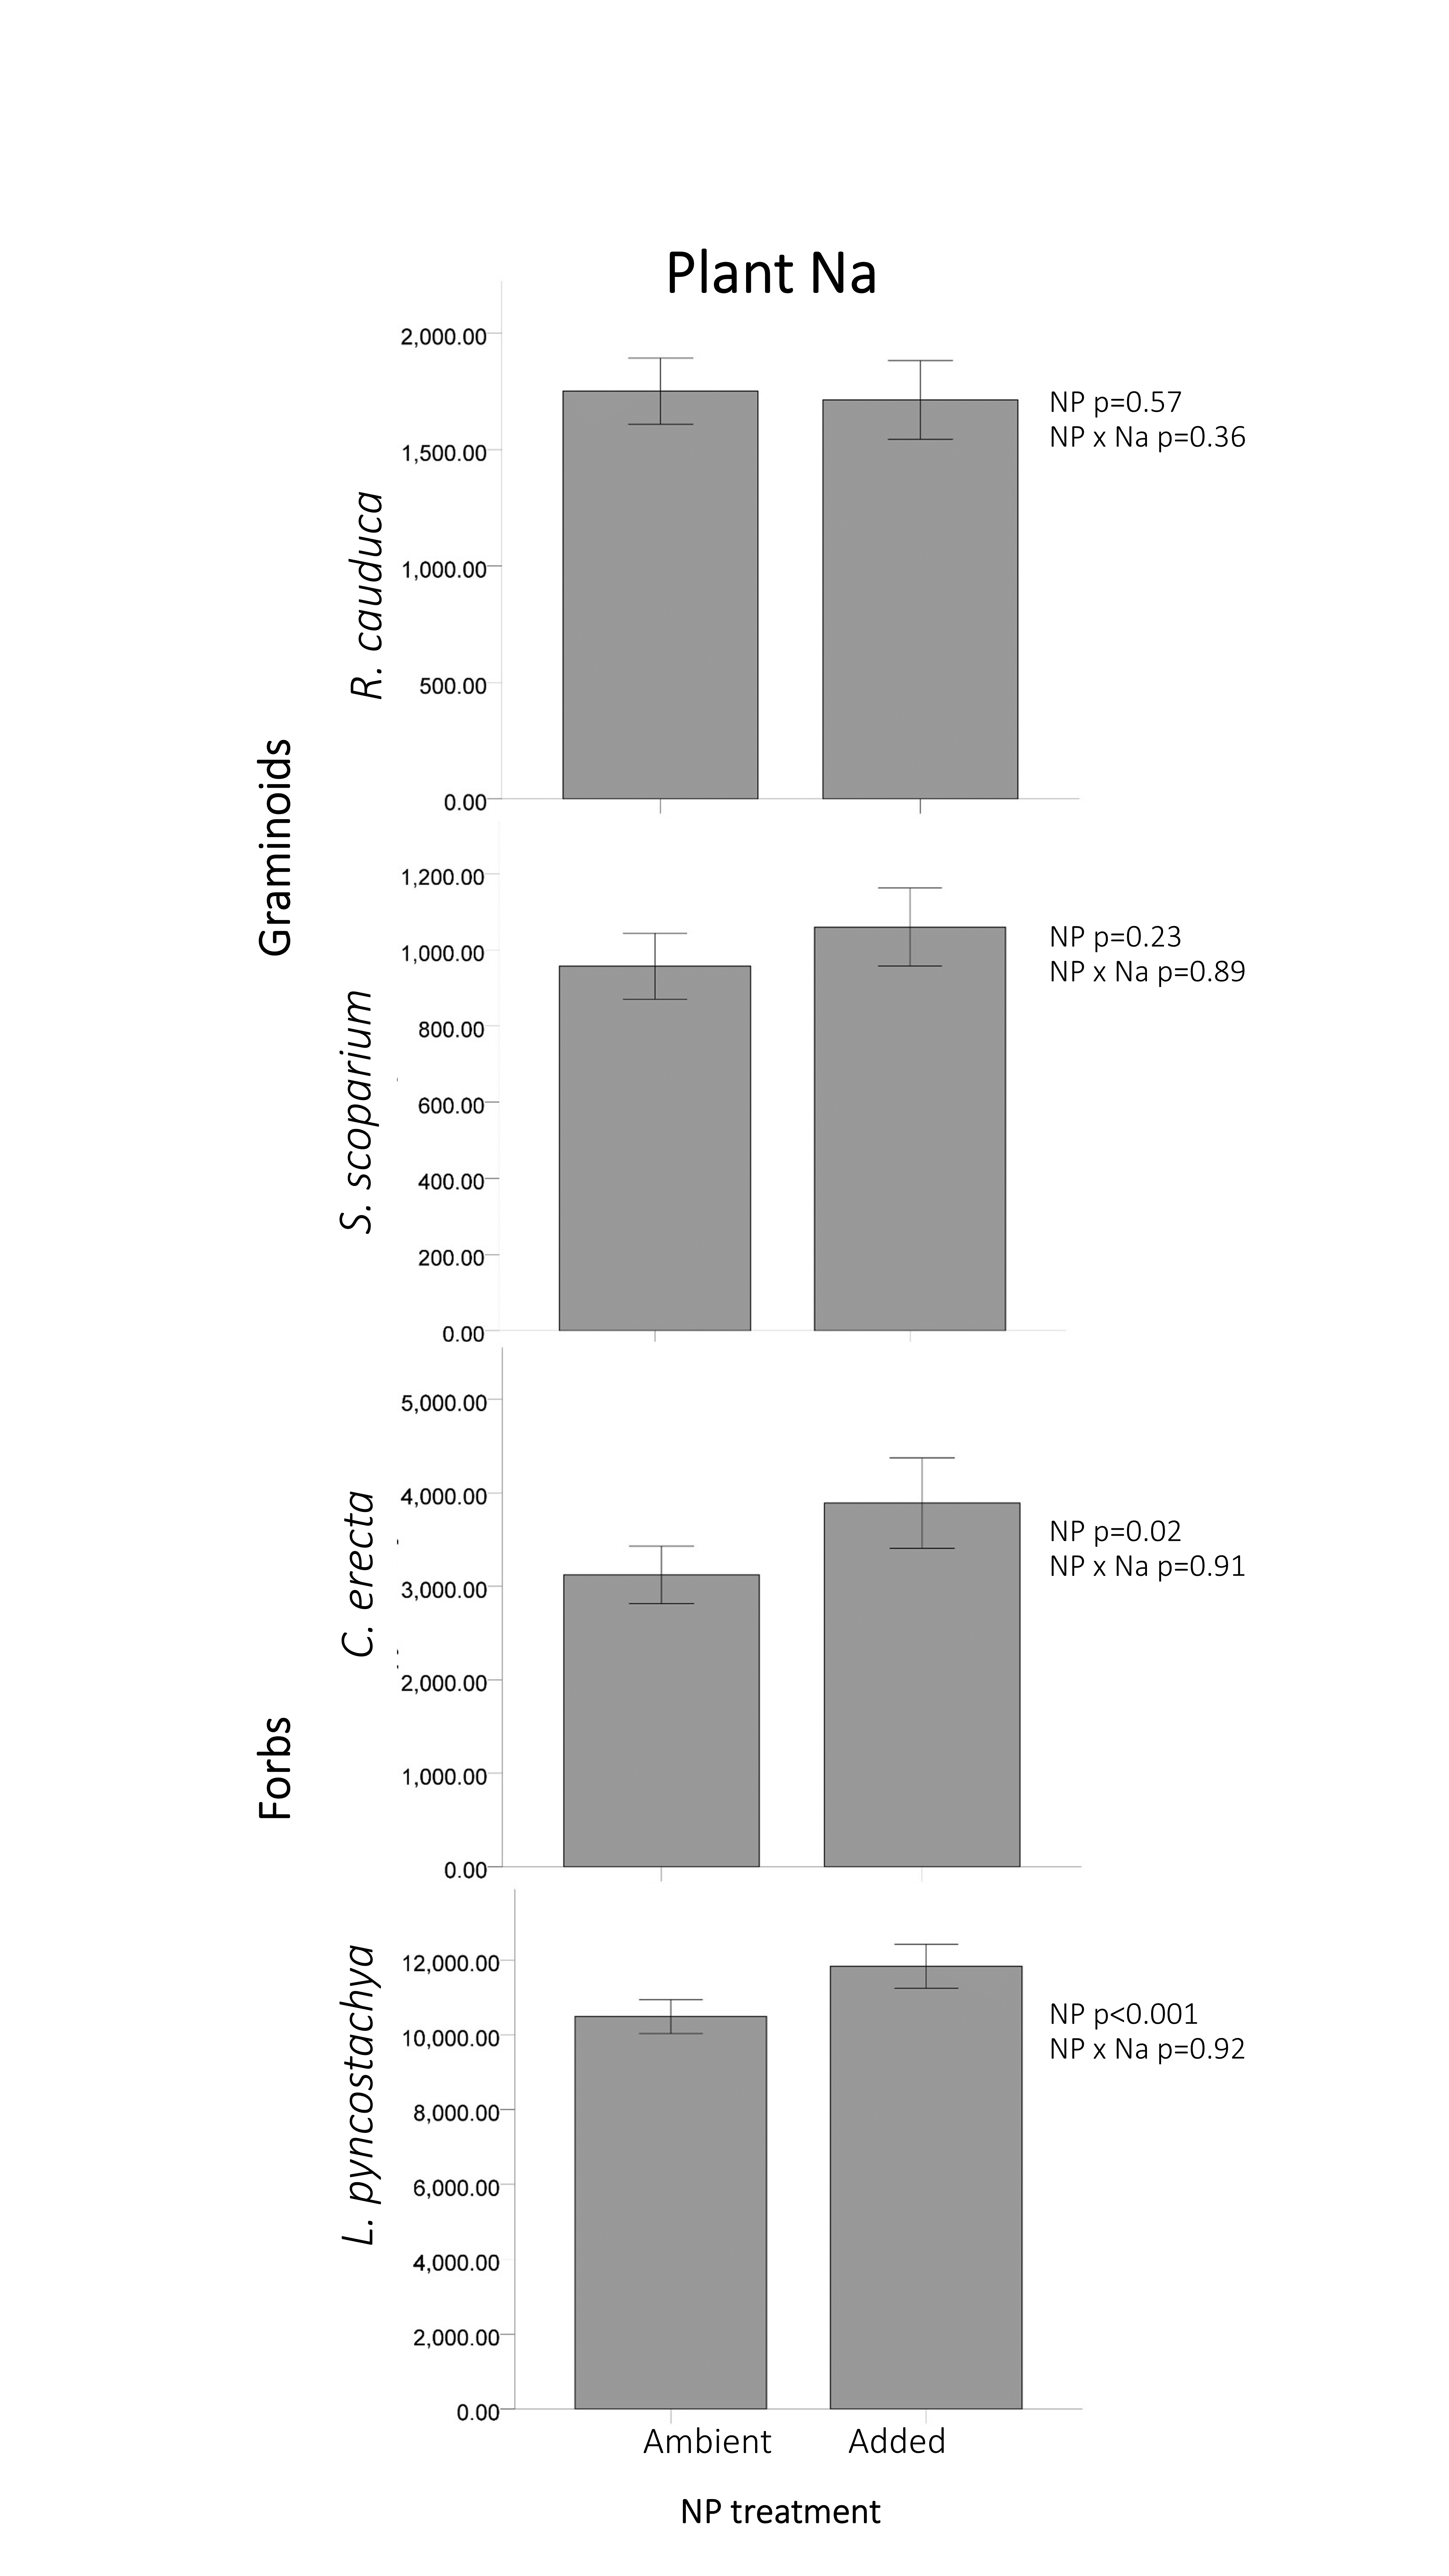 Plant Na
Graminoids
R. cauduca
2,000.00
1,500.00
1,000.00
500.00
0.00
NP p=0.57
NP x Na p=0.36
S. scoparium
1,200.00
1,000.00
800.00
600.00
400.00
200.00
0.00
NP p=0.23
NP x Na p=0.89
Forbs
C. erecta
5,000.00
4,000.00
3,000.00
2,000.00
1,000.00
0.00
NP p=0.02
NP x Na p=0.91
L. pyncostachya
12,000.00
10,000.00
8,000.00
6,000.00
4,000.00
2,000.00
0.00
NP p<0.001
NP x Na p=0.92
Ambient Added
NP treatment